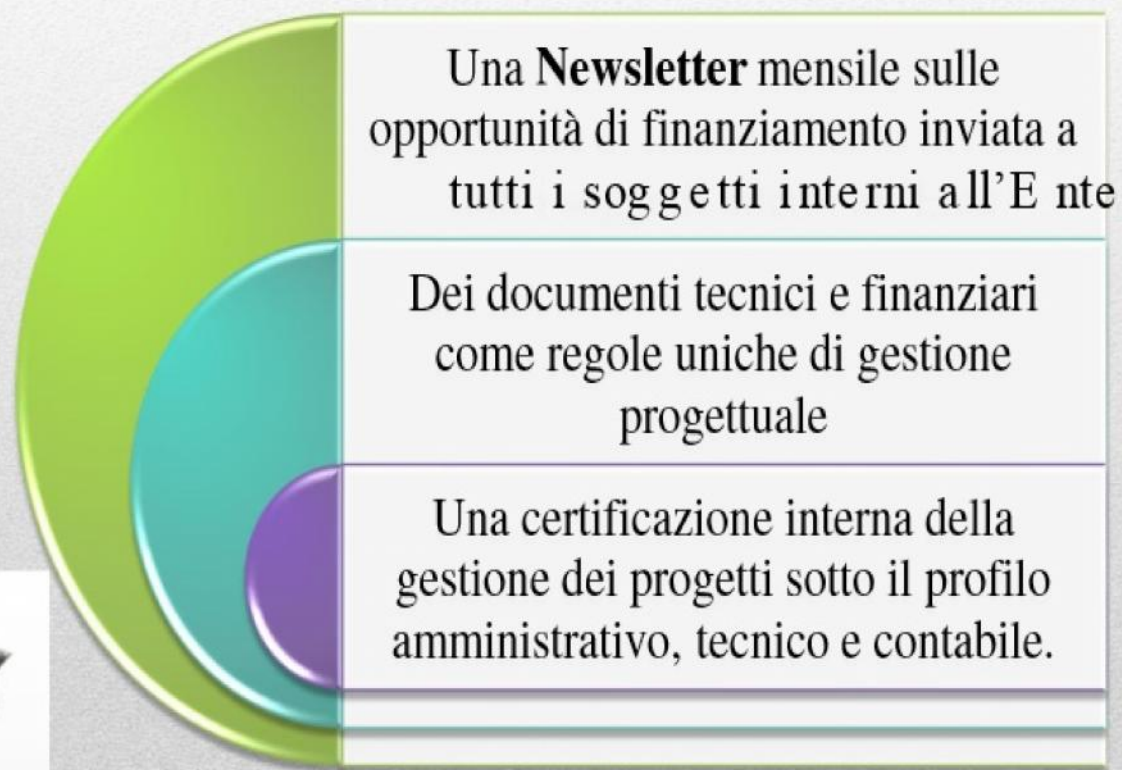 Una Newsletter mensile sulle
opportunità di finanziamento inviata a
tutti i soggetti interni all'Ente
Dei documenti tecnici e finanziari
come regole uniche di gestione
progettuale
Una certificazione interna della
gestione dei progetti sotto il profilo
amministrativo, tecnico e contabile.